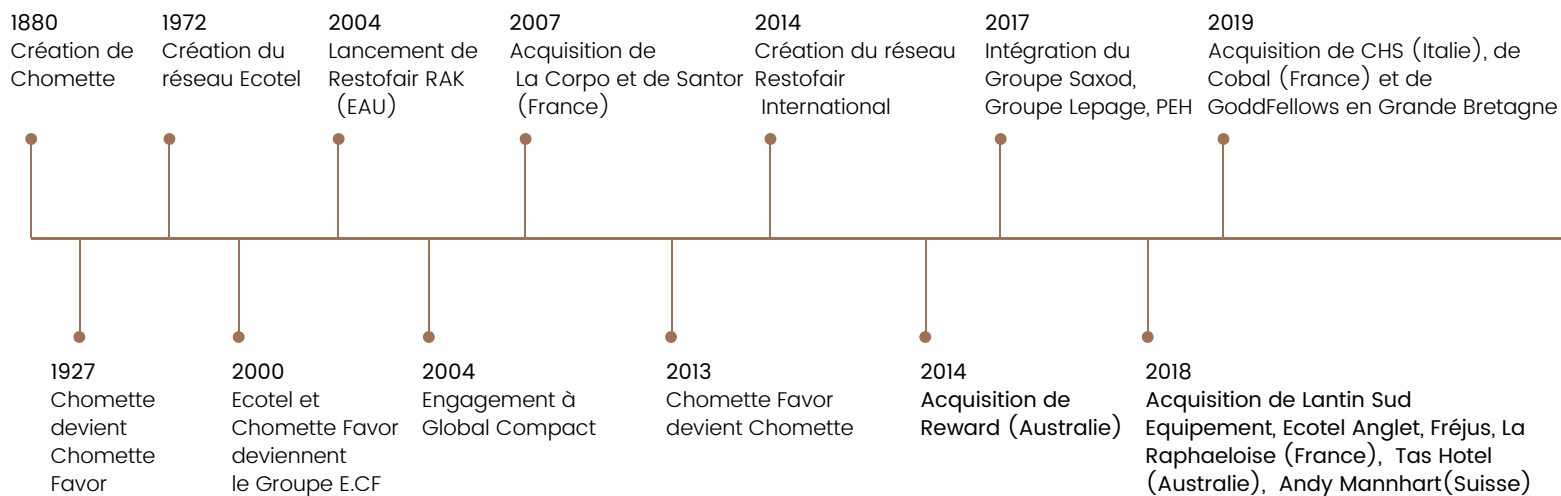 1880
Création de
Chomette
1972
Création du
réseau Ecotel
2004
Lancement de
Restofair RAK
(EAU)
2007
Acquisition de
La Corpo et de Santor
(France)
2014
Création du réseau
Restofair
International
2017
Intégration du
Groupe Saxod,
Groupe Lepage, PEH
2019
Acquisition de CHS (Italie), de
Cobal (France) et de
GoddFellows en Grande Bretagne
1927
Chomette
devient
Chomette
Favor
2000
Ecotel et
Chomette Favor
deviennent
le Groupe E.CF
2004
Engagement à
Global Compact
2013
Chomette Favor
devient Chomette
2014
Acquisition de
Reward (Australie)
2018
Acquisition de Lantin Sud
Equipement, Ecotel Anglet, Fréjus, La
Raphaeloise (France), Tas Hotel
(Australie), Andy Mannhart(Suisse)